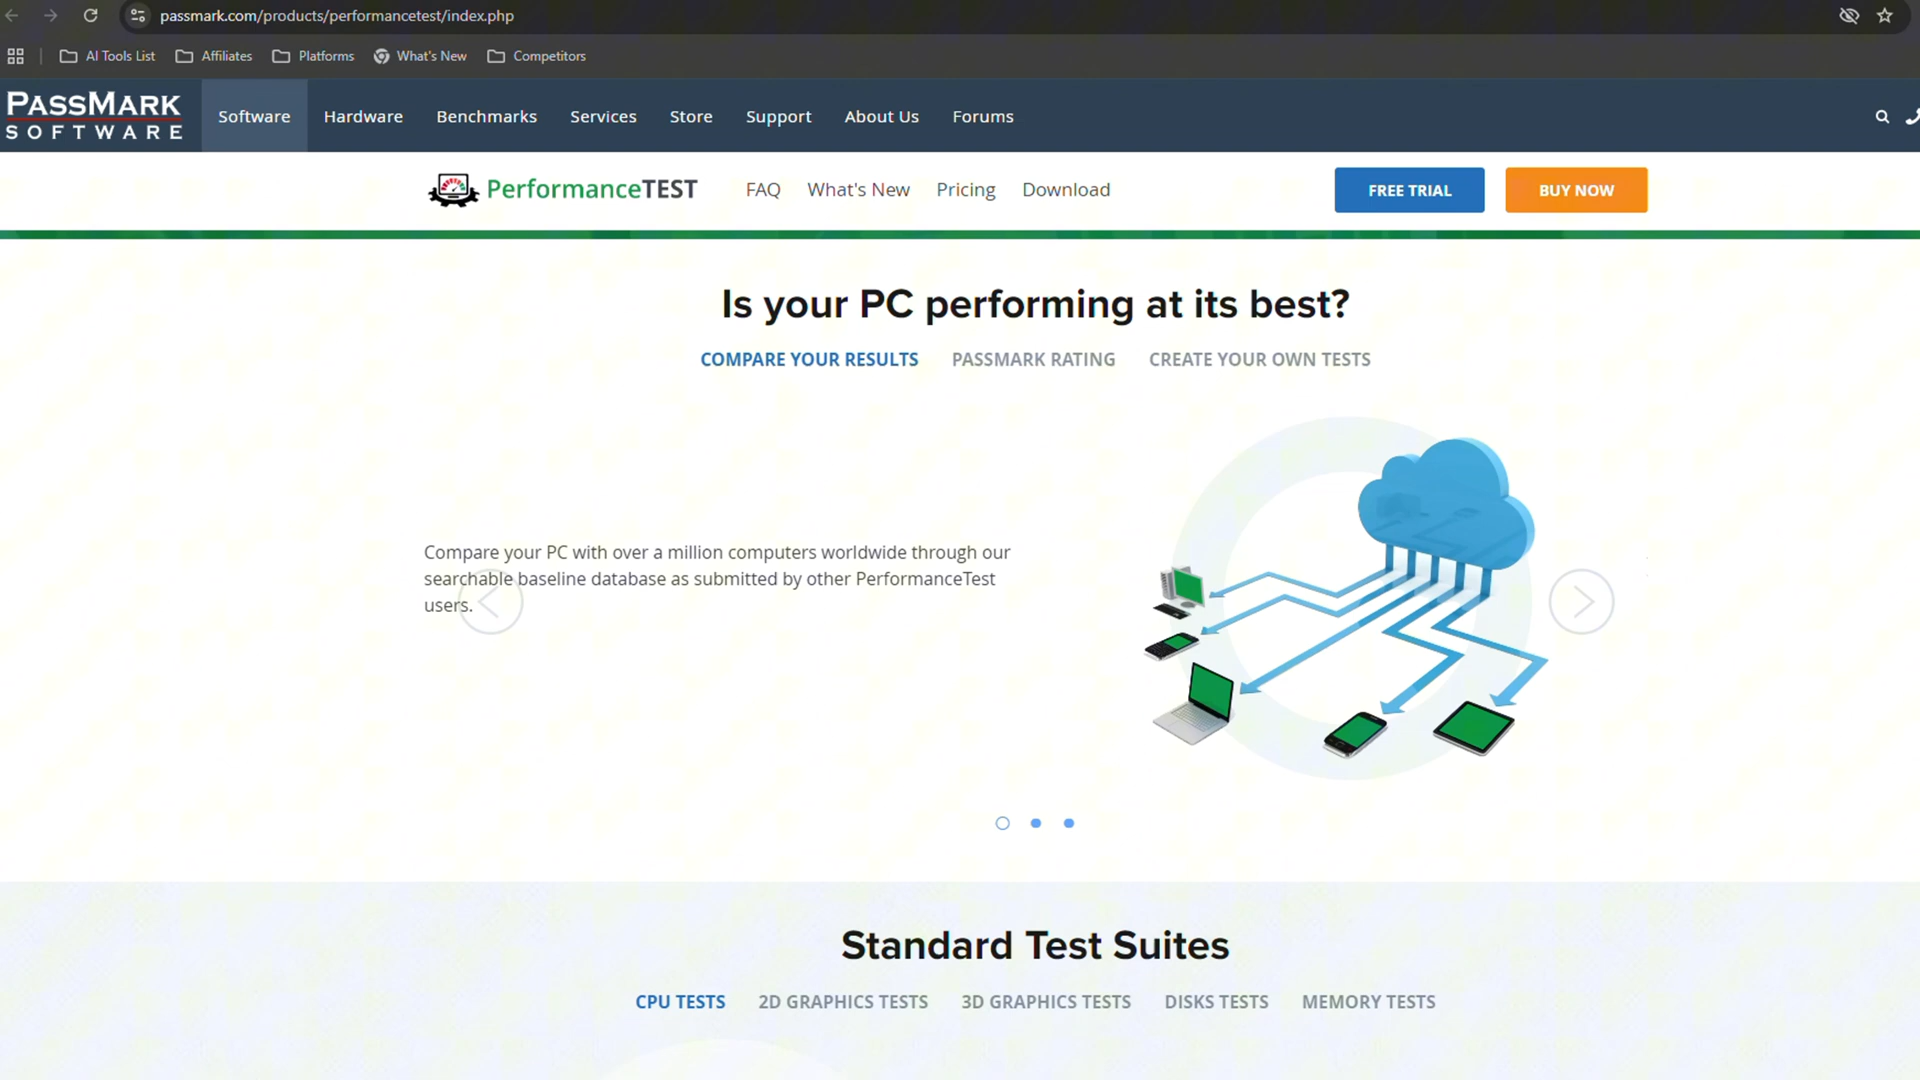 passmark.com/products/performancetest/index.php
AI Tools List Affiliates Platforms What's New Competitors
PASSMARK
SOFTWARE
Software Hardware Benchmarks Services Store Support About Us Forums
PerformanceTEST FAQ What's New Pricing Download FREE TRIAL BUY NOW
Is your PC performing at its best?
COMPARE YOUR RESULTS PASSMARK RATING CREATE YOUR OWN TESTS
Compare your PC with over a million computers worldwide through our
searchable baseline database as submitted by other PerformanceTest
users.
Standard Test Suites
CPU TESTS 2D GRAPHICS TESTS 3D GRAPHICS TESTS DISKS TESTS MEMORY TESTS